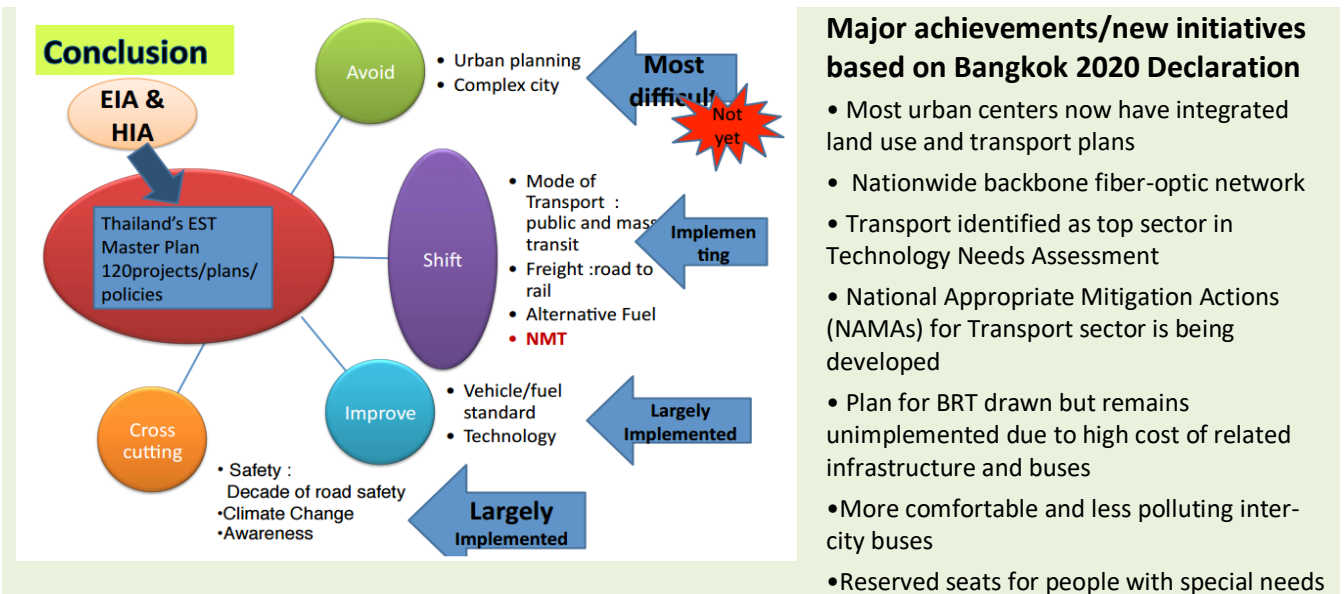 Conclusion
EIA &
HIA
Thailand's EST
Master Plan
120projects/plans/
policies
Avoid
• Urban planning
• Complex city
Most
difficult
Not
yet
Shift
• Mode of
Transport :
public and mass
transit
• Freight :road to
rail
• Alternative Fuel
• NMT
Implemen
ting
Improve
• Vehicle/fuel
standard
• Technology
Largely
Implemented
Cross
cutting
• Safety :
Decade of road safety
•Climate Change
•Awareness
Largely
Implemented
Major achievements/new initiatives
based on Bangkok 2020 Declaration
• Most urban centers now have integrated
land use and transport plans
• Nationwide backbone fiber-optic network
• Transport identified as top sector in
Technology Needs Assessment
• National Appropriate Mitigation Actions
(NAMAs) for Transport sector is being
developed
• Plan for BRT drawn but remains
unimplemented due to high cost of related
infrastructure and buses
•More comfortable and less polluting inter-
city buses
•Reserved seats for people with special needs